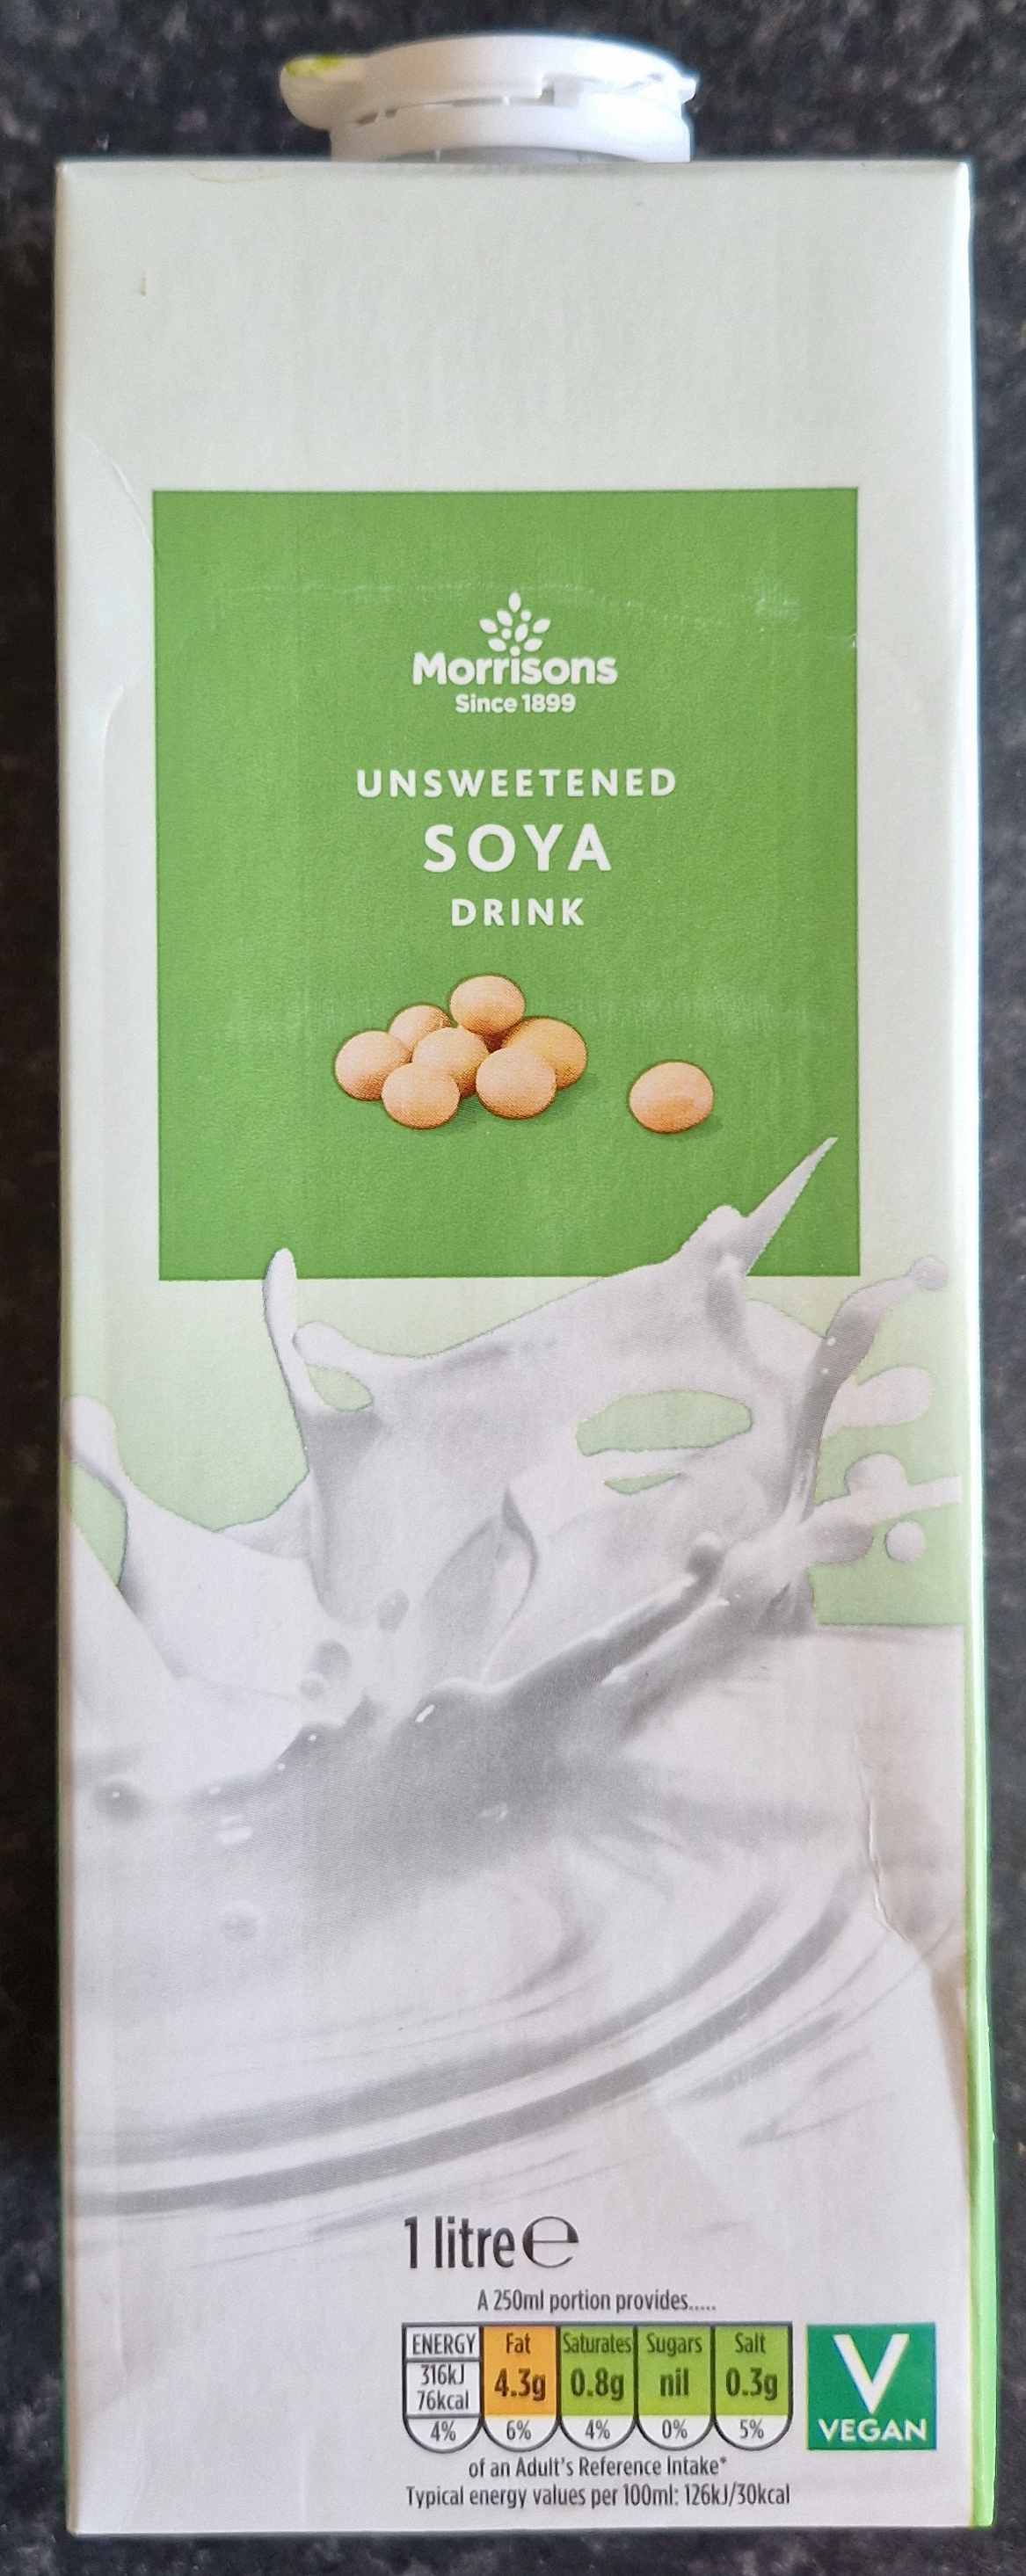 Morrisons
Since 1899
UNSWEETENED
SOYA
DRINK
1 litre ℮
A 250ml portion provides.....
ENERGY Fat Saturates Sugars Salt
316kJ
76kcal 4.3g 0.8g nil 0.3g
4% 6% 4% 0% 5%
V
VEGAN
of an Adult's Reference Intake*
Typical energy values per 100ml: 126kJ/30kcal